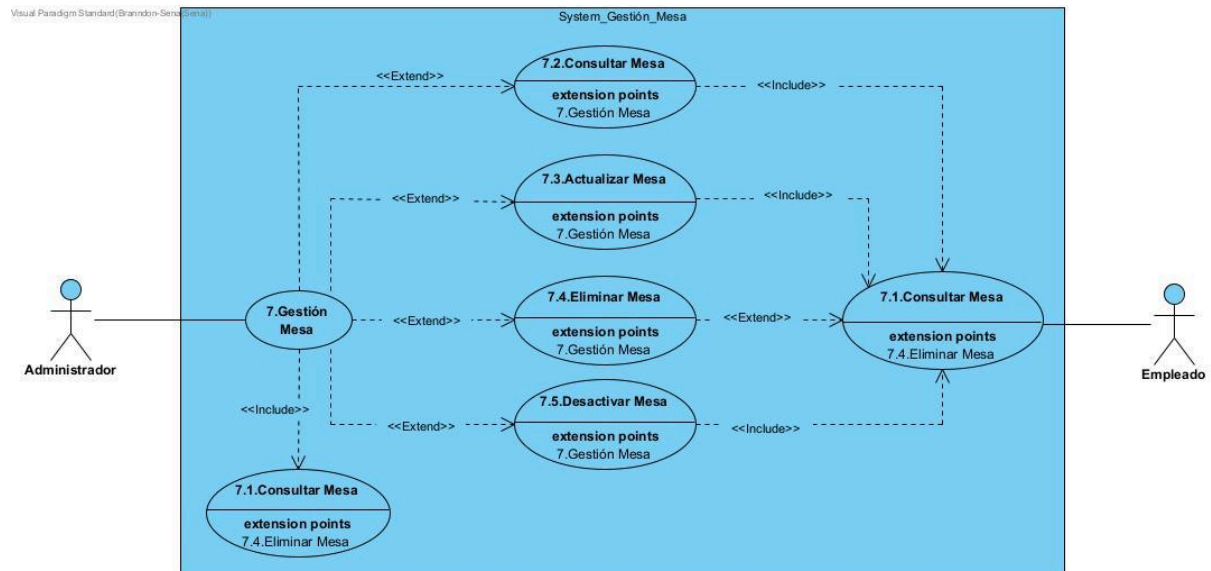 Visual Paradigm Standard(Branndon-Sena(Sena))
System_Gestión_Mesa
7.2.Consultar Mesa
extension points
7.Gestión Mesa
<<Extend>>
<<Include>>
7.3.Actualizar Mesa
extension points
7.Gestión Mesa
<<Extend>>
<<Include>>
7.Gestión
Mesa
7.4.Eliminar Mesa
extension points
7.Gestión Mesa
<<Extend>>
<<Extend>>
7.1.Consultar Mesa
extension points
7.4.Eliminar Mesa
Administrador
Empleado
7.5.Desactivar Mesa
extension points
7.Gestión Mesa
<<Extend>>
<<Include>>
<<Include>>
7.1.Consultar Mesa
extension points
7.4.Eliminar Mesa